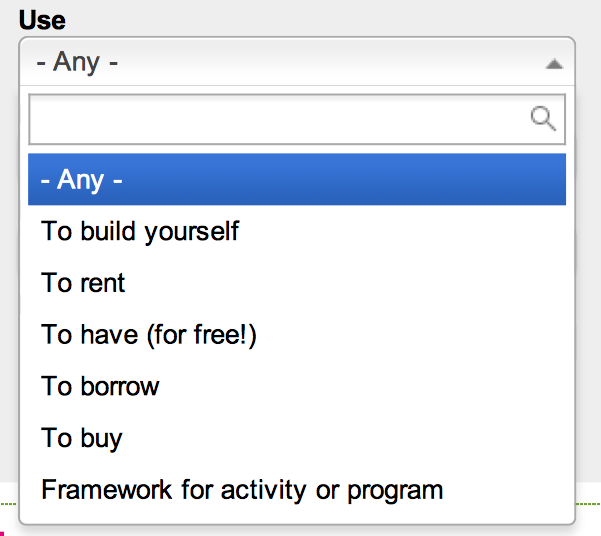 Use
- Any -
- Any -
To build yourself
To rent
To have (for free!)
To borrow
To buy
Framework for activity or program